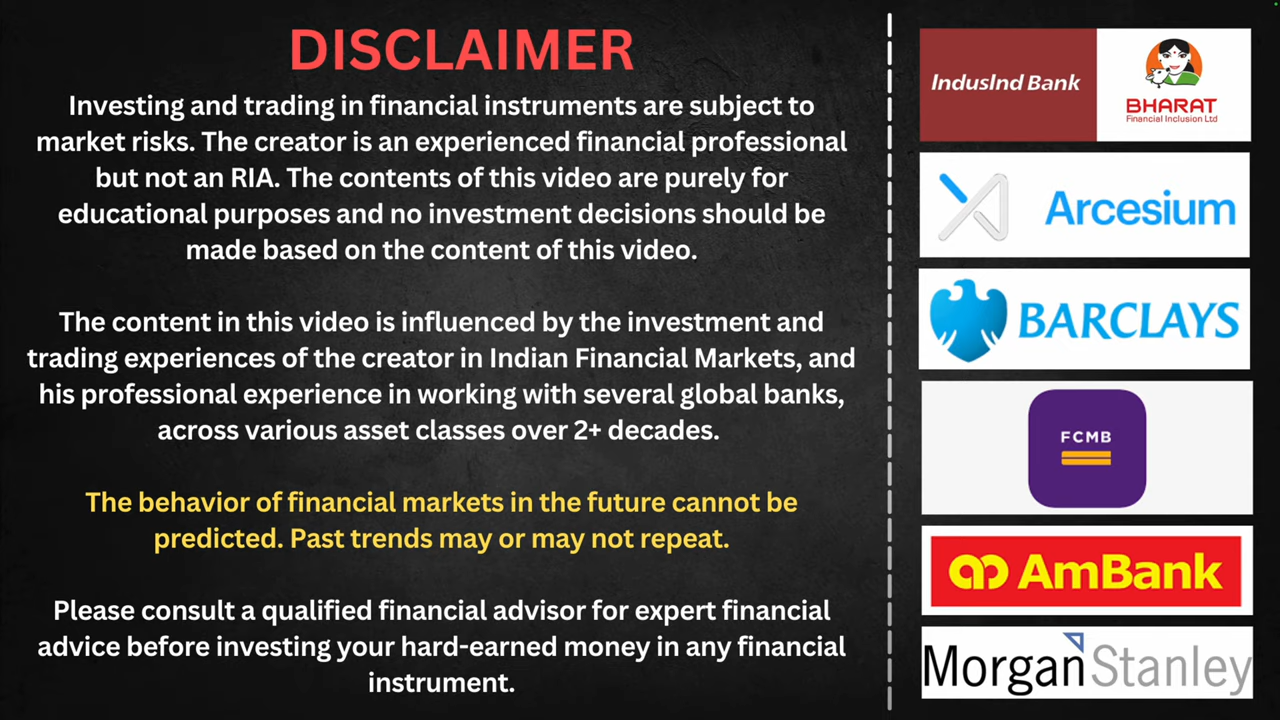 DISCLAIMER
Investing and trading in financial instruments are subject to
market risks. The creator is an experienced financial professional
but not an RIA. The contents of this video are purely for
educational purposes and no investment decisions should be
made based on the content of this video.
The content in this video is influenced by the investment and
trading experiences of the creator in Indian Financial Markets, and
his professional experience in working with several global banks,
across various asset classes over 2+ decades.
The behavior of financial markets in the future cannot be
predicted. Past trends may or may not repeat.
Please consult a qualified financial advisor for expert financial
advice before investing your hard-earned money in any financial
instrument.
IndusInd Bank
BHARAT
Financial Inclusion Ltd
Arcesium
BARCLAYS
FCMB
AmBank
Morgan Stanley